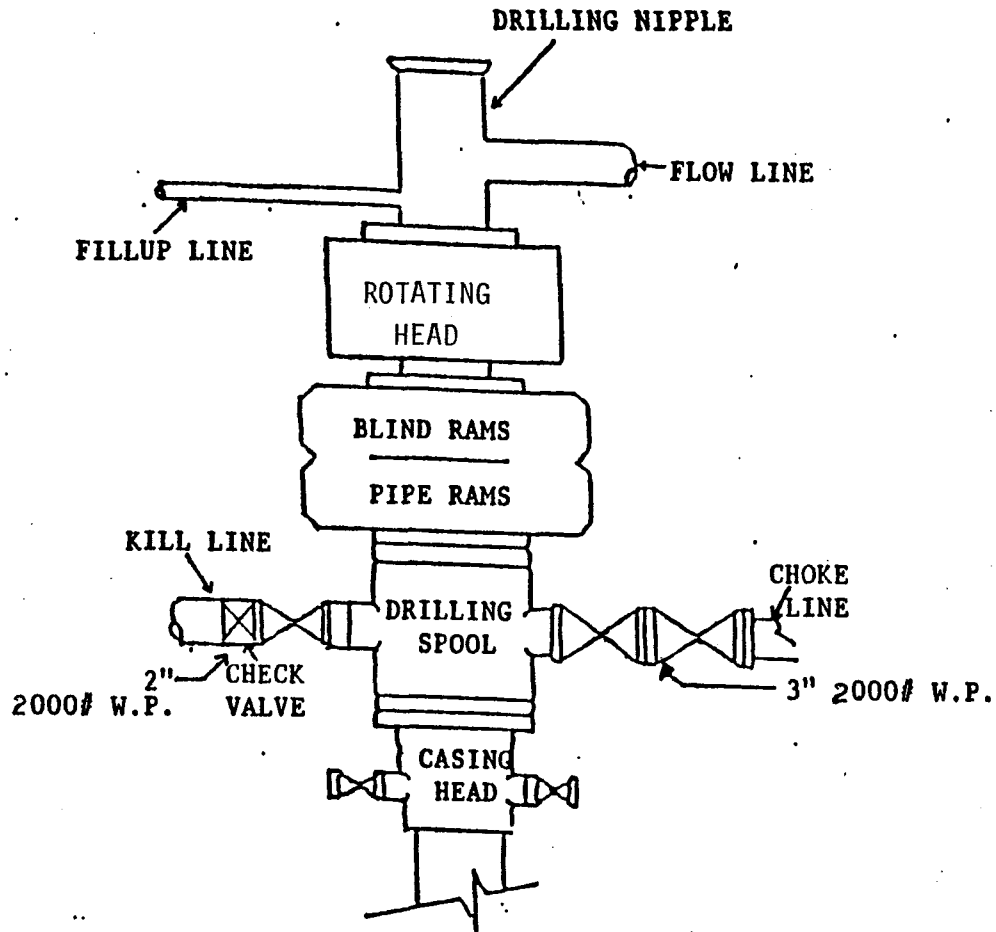 DRILLING NIPPLE
FLOW LINE
FILLUP LINE
ROTATING
HEAD
BLIND RAMS
PIPE RAMS
KILL LINE
CHOKE
LINE
DRILLING
SPOOL
2"
2000# W.P.
CHECK
VALVE
3" 2000# W.P.
CASING
HEAD